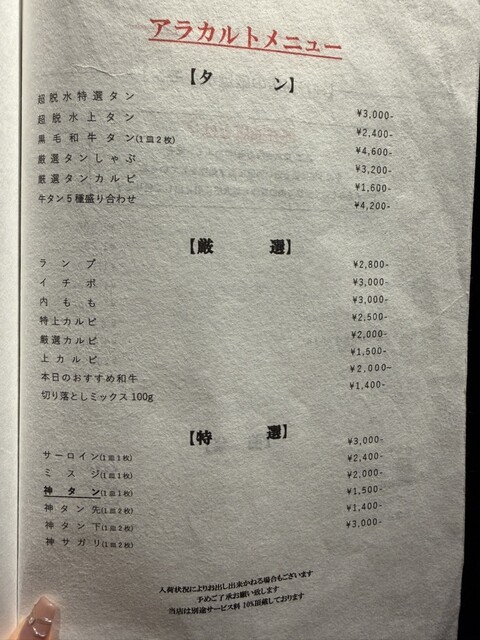 アラカルトメニュー
【タ ン】
超脱水特選タン ¥3,000-
超脱水上タン ¥2,400-
黒毛和牛タン(1皿2枚) ¥4,600-
厳選タンしゃぶ ¥3,200-
厳選タンカルビ ¥1,600-
牛タン5種盛り合わせ ¥4,200-
【厳 選】
ランプ ¥2,800-
イチボ ¥3,000-
内もも ¥3,000-
特上カルビ ¥2,500-
厳選カルビ ¥2,000-
上カルビ ¥1,500-
本日のおすすめ和牛 ¥2,000~
切り落としミックス100g ¥1,400-
【特 選】
サーロイン(1皿1枚) ¥3,000-
ミスジ(1皿1枚) ¥2,400-
神タン(1皿1枚) ¥2,000-
神タン先(1皿2枚) ¥1,500-
神タン下(1皿2枚) ¥1,400-
神サガリ(1皿2枚) ¥3,000-
入荷状況によりお出し出来かねる場合もございます
予めご了承お願い致します
当店は別途サービス料10%頂戴しております